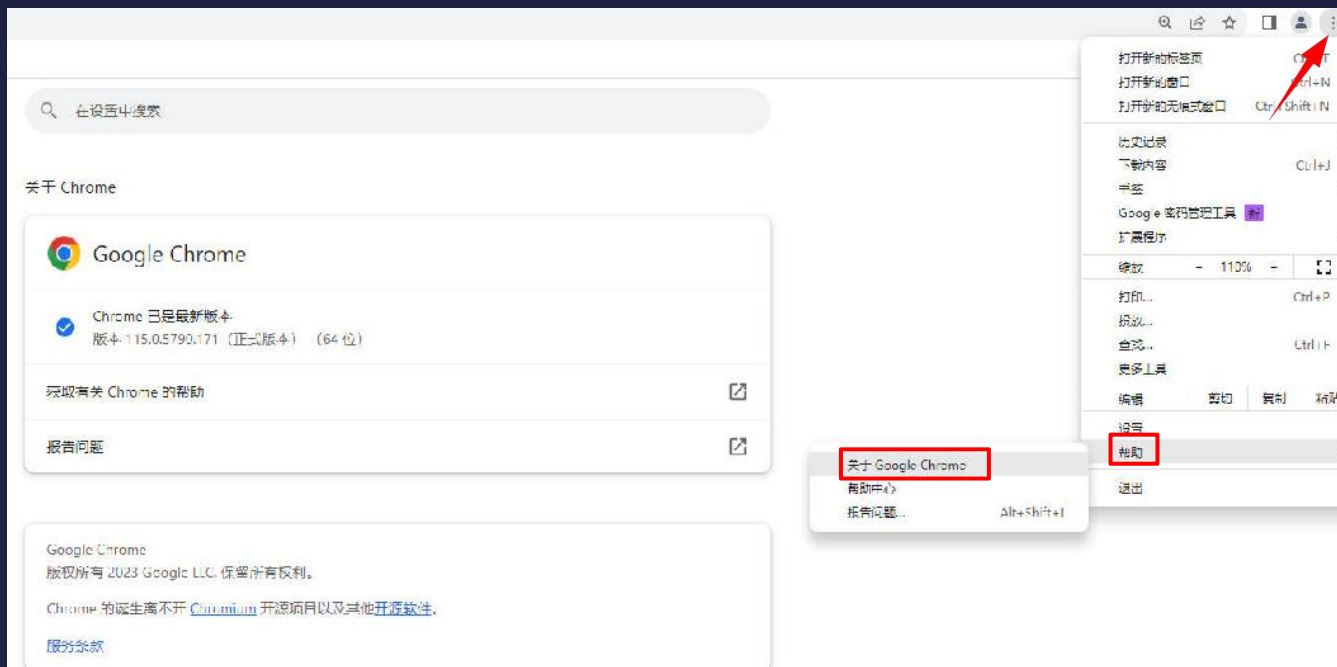 在设置中搜索
关于 Chrome
Google Chrome
Chrome 已是最新版本
版本 115.0.5790.171（正式版本） （64 位）
获取有关 Chrome 的帮助
报告问题
Google Chrome
版权所有 2023 Google LLC. 保留所有权利。
Chrome 的诞生离不开 Chromium 开源项目以及其他开源软件。
服务条款
打开新的标签页
打开新的窗口 Ctrl+N
打开新的无痕式窗口 Ctrl+Shift+N
历史记录
下载内容 Ctrl+J
书签
Google 密码管理工具 新
扩展程序
缩放 - 110% +
打印... Ctrl+P
投放...
查找... Ctrl+F
更多工具
编辑 剪切 复制 粘贴
设置
帮助
退出
关于 Google Chrome
帮助中心
报告问题... Alt+Shift+I